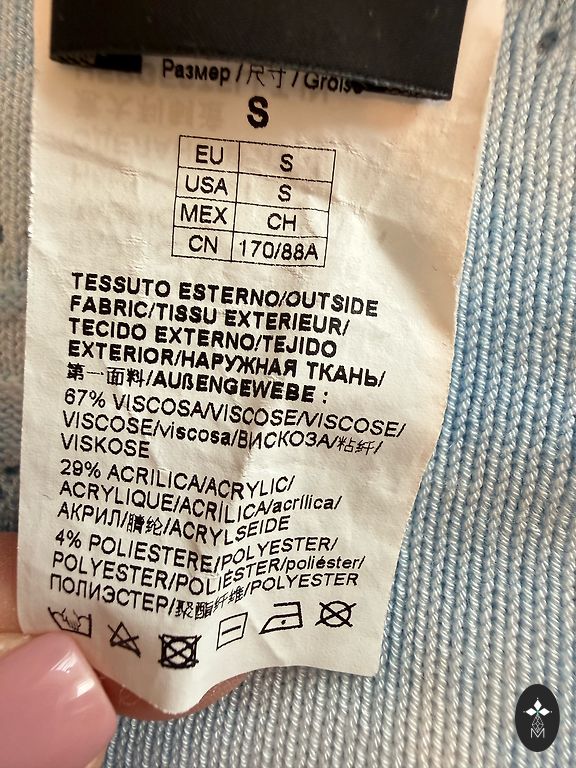 Размер/尺寸/Größe
S
EU S
USA S
MEX CH
CN 170/88A
TESSUTO ESTERNO/OUTSIDE
FABRIC/TISSU EXTERIEUR/
TECIDO EXTERNO/TEJIDO
EXTERIOR/НАРУЖНАЯ ТКАНЬ/
第一面料/AUßENGEWEBE :
67% VISCOSA/VISCOSE/VISCOSE/
VISCOSE/viscosa/ВИСКОЗА/粘纤/
VISKOSE
29% ACRILICA/ACRYLIC/
ACRYLIQUE/ACRÍLICA/acrílica/
АКРИЛ/腈纶/ACRYLSEIDE
4% POLIESTERE/POLYESTER/
POLYESTER/POLIÉSTER/poliéster/
ПОЛИЭСТЕР/聚酯纤维/POLYESTER
M